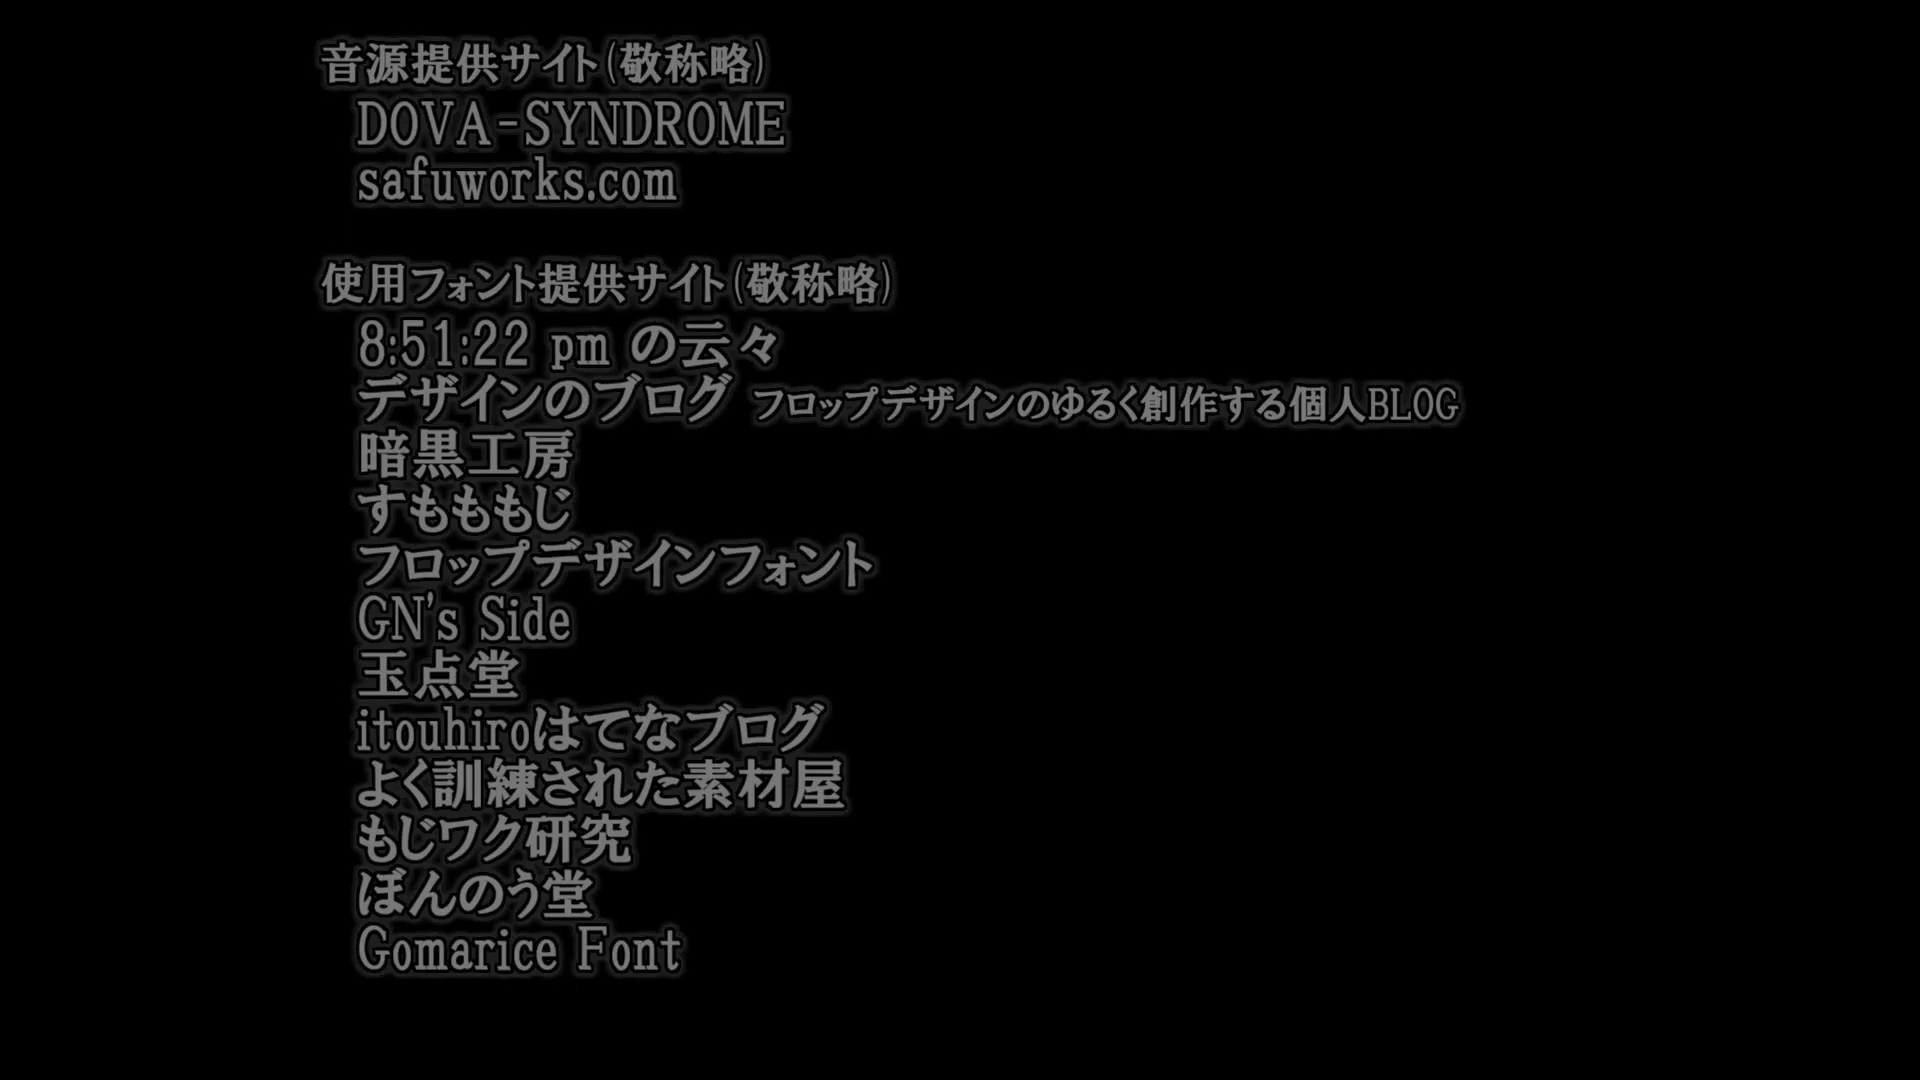 音源提供サイト(敬称略)
DOVA-SYNDROME
safuworks.com
使用フォント提供サイト(敬称略)
8:51:22 pm の云々
デザインのブログ フロップデザインのゆるく創作する個人BLOG
暗黒工房
すもももじ
フロップデザインフォント
GN's Side
玉点堂
itouhiroはてなブログ
よく訓練された素材屋
もじワク研究
ぼんのう堂
Gomarice Font